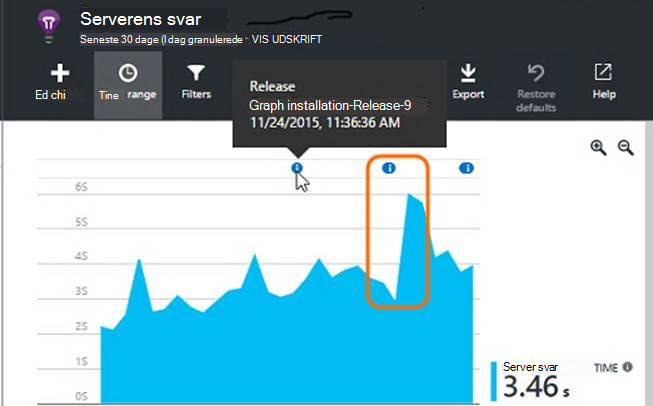 Serverens svar
Seneste 30 dage (I dag granulerede - VIS UDSKRIFT
Ed chi
Tine range
Filters
Export
Restore
defaults
Help
Release
Graph installation-Release-9
11/24/2015, 11:36:36 AM
6S
5S
4S
3S
2S
1S
0S
Server svar TIME
3.46 s